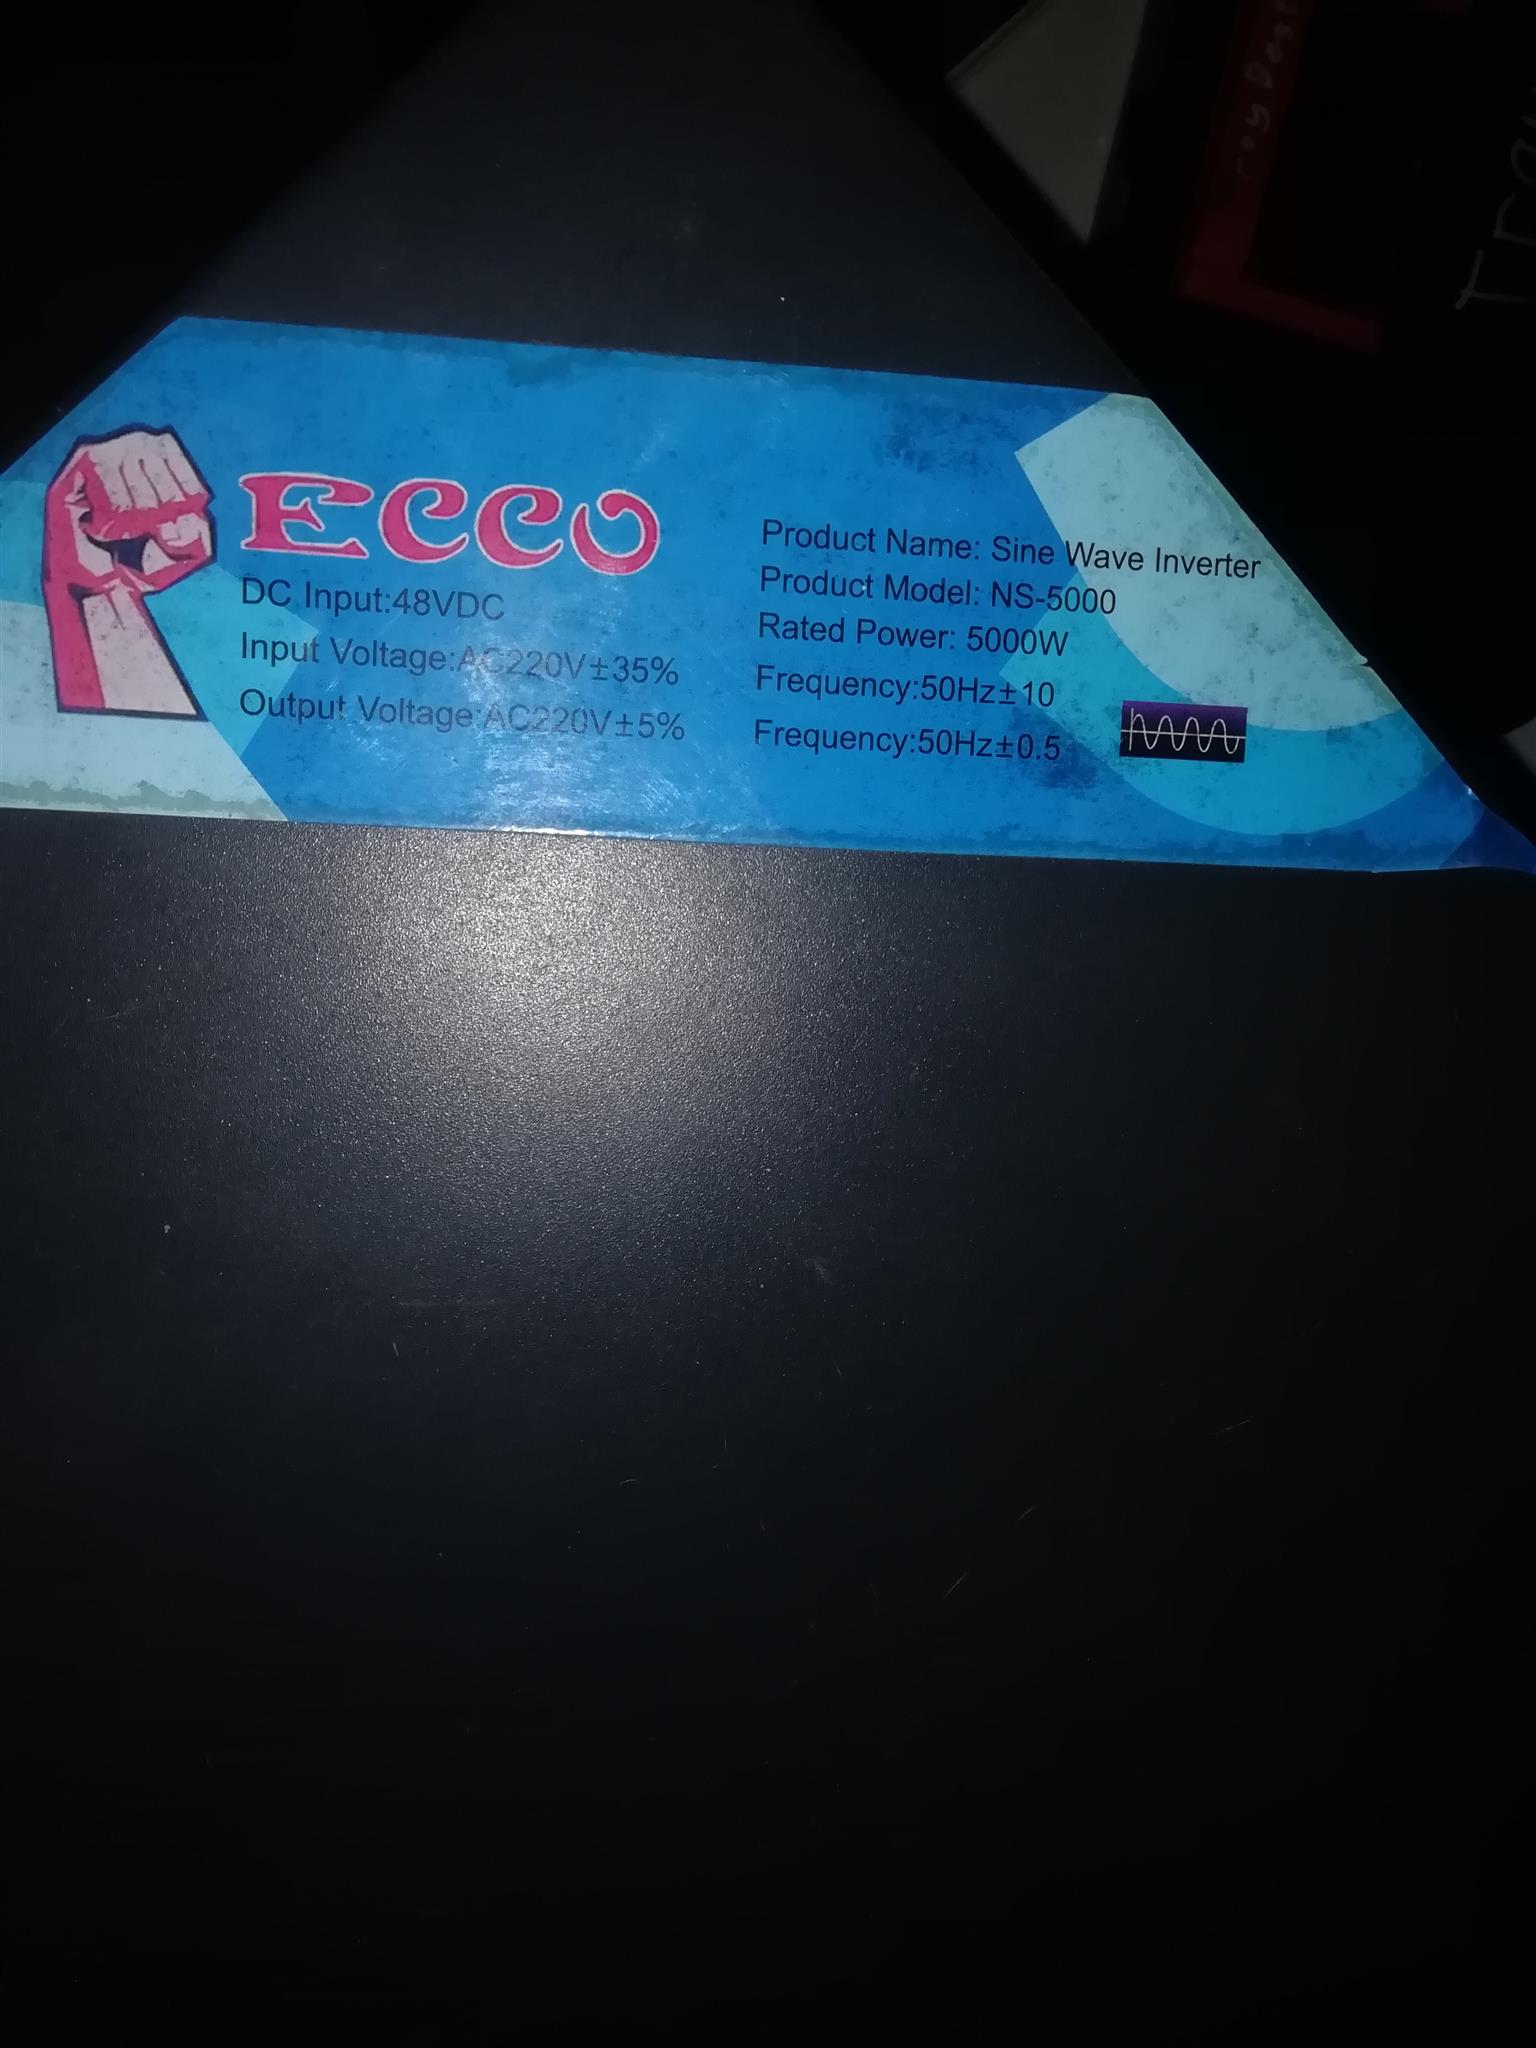 ECCO
DC Input:48VDC
Input Voltage:AC220V±35%
Output Voltage:AC220V±5%
Product Name: Sine Wave Inverter
Product Model: NS-5000
Rated Power: 5000W
Frequency:50Hz±10
Frequency:50Hz±0.5